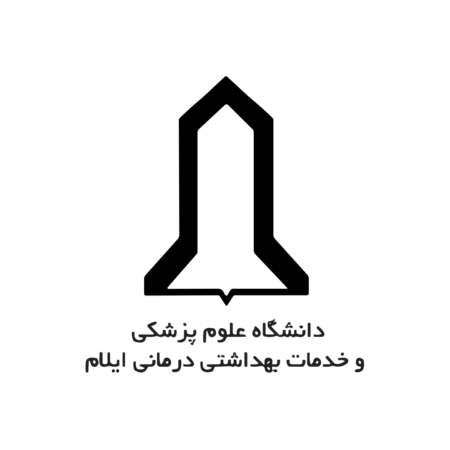 دانشگاه علوم پزشکی
و خدمات بهداشتی درمانی ایلام